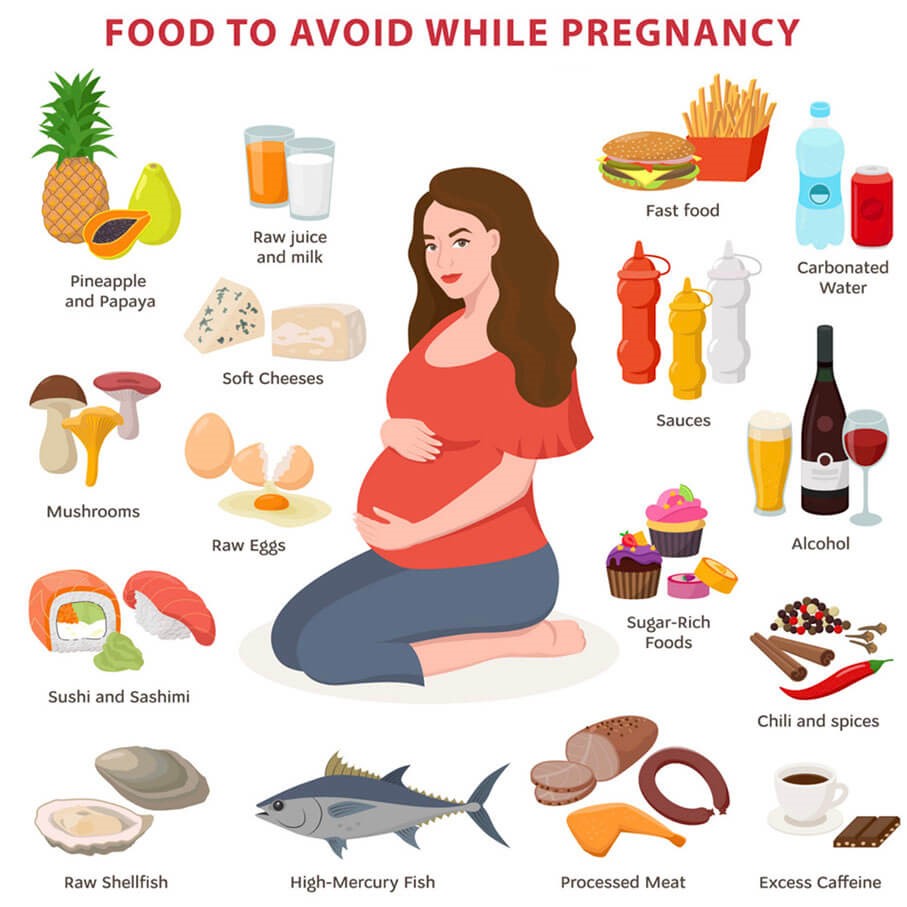 FOOD TO AVOID WHILE PREGNANCY
Pineapple
and Papaya
Raw juice
and milk
Fast food
Carbonated
Water
Soft Cheeses
Sauces
Mushrooms
Raw Eggs
Alcohol
Sugar-Rich
Foods
Sushi and Sashimi
Chili and spices
Raw Shellfish
High-Mercury Fish
Processed Meat
Excess Caffeine